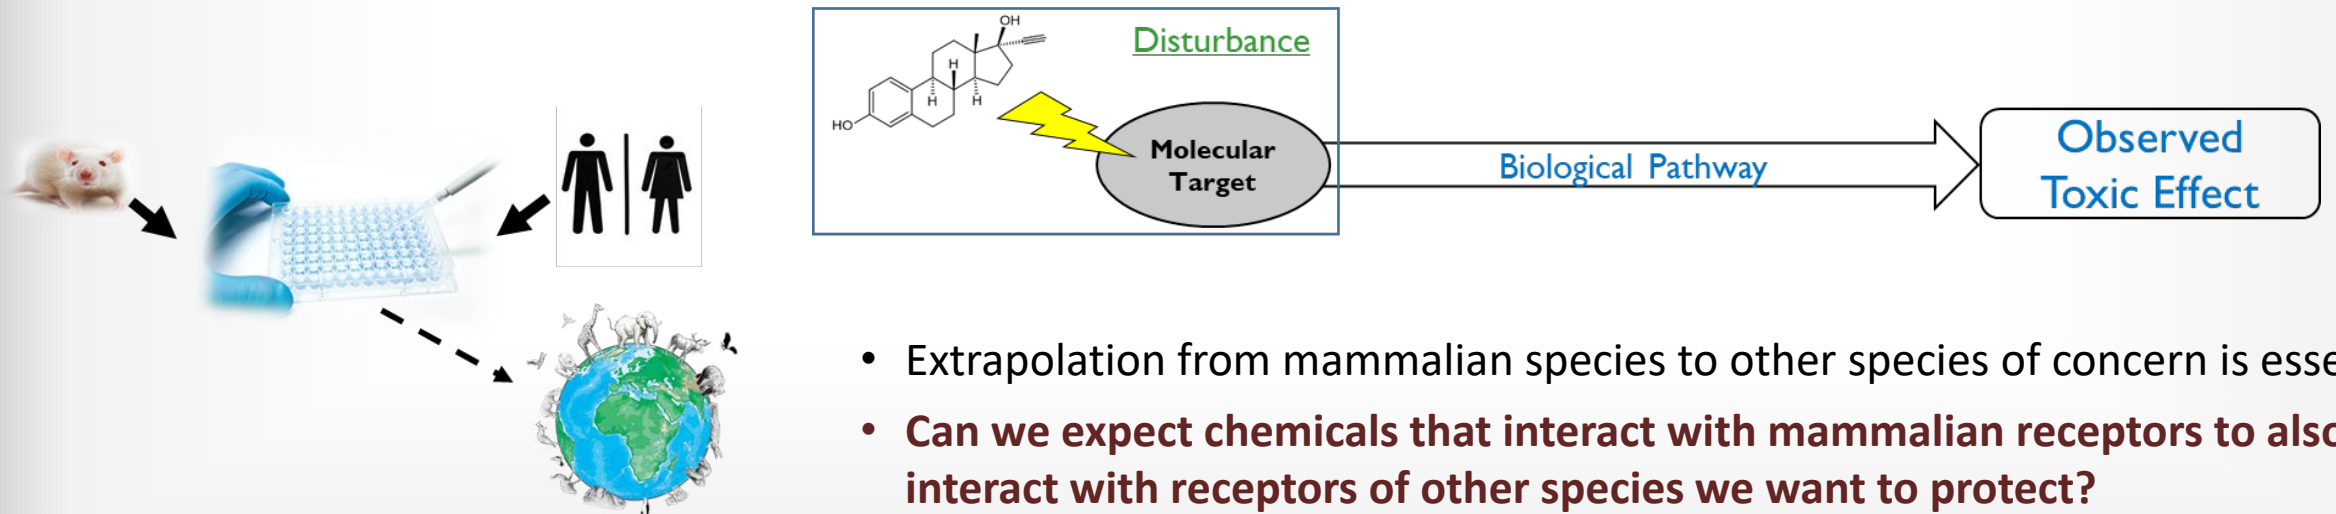 OH
Disturbance
H
H
H
HO
Molecular
Target
Biological Pathway
Observed
Toxic Effect
• Extrapolation from mammalian species to other species of concern is esse
• Can we expect chemicals that interact with mammalian receptors to also
interact with receptors of other species we want to protect?